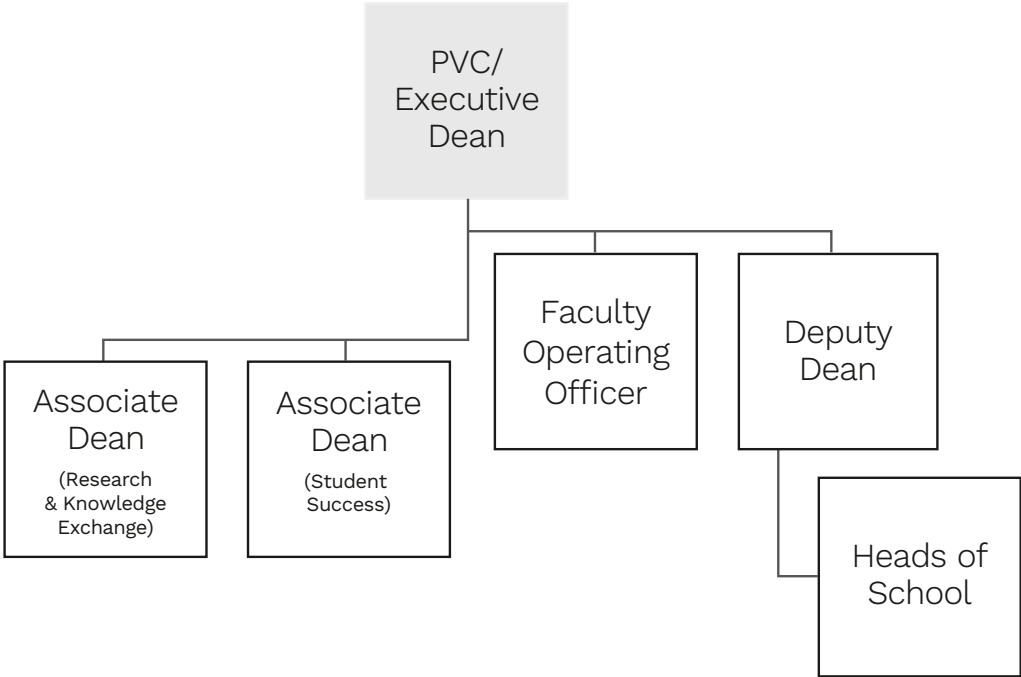 PVC/
Executive
Dean
Faculty
Operating
Officer
Deputy
Dean
Associate
Dean
(Research
& Knowledge
Exchange)
Associate
Dean
(Student
Success)
Heads of
School